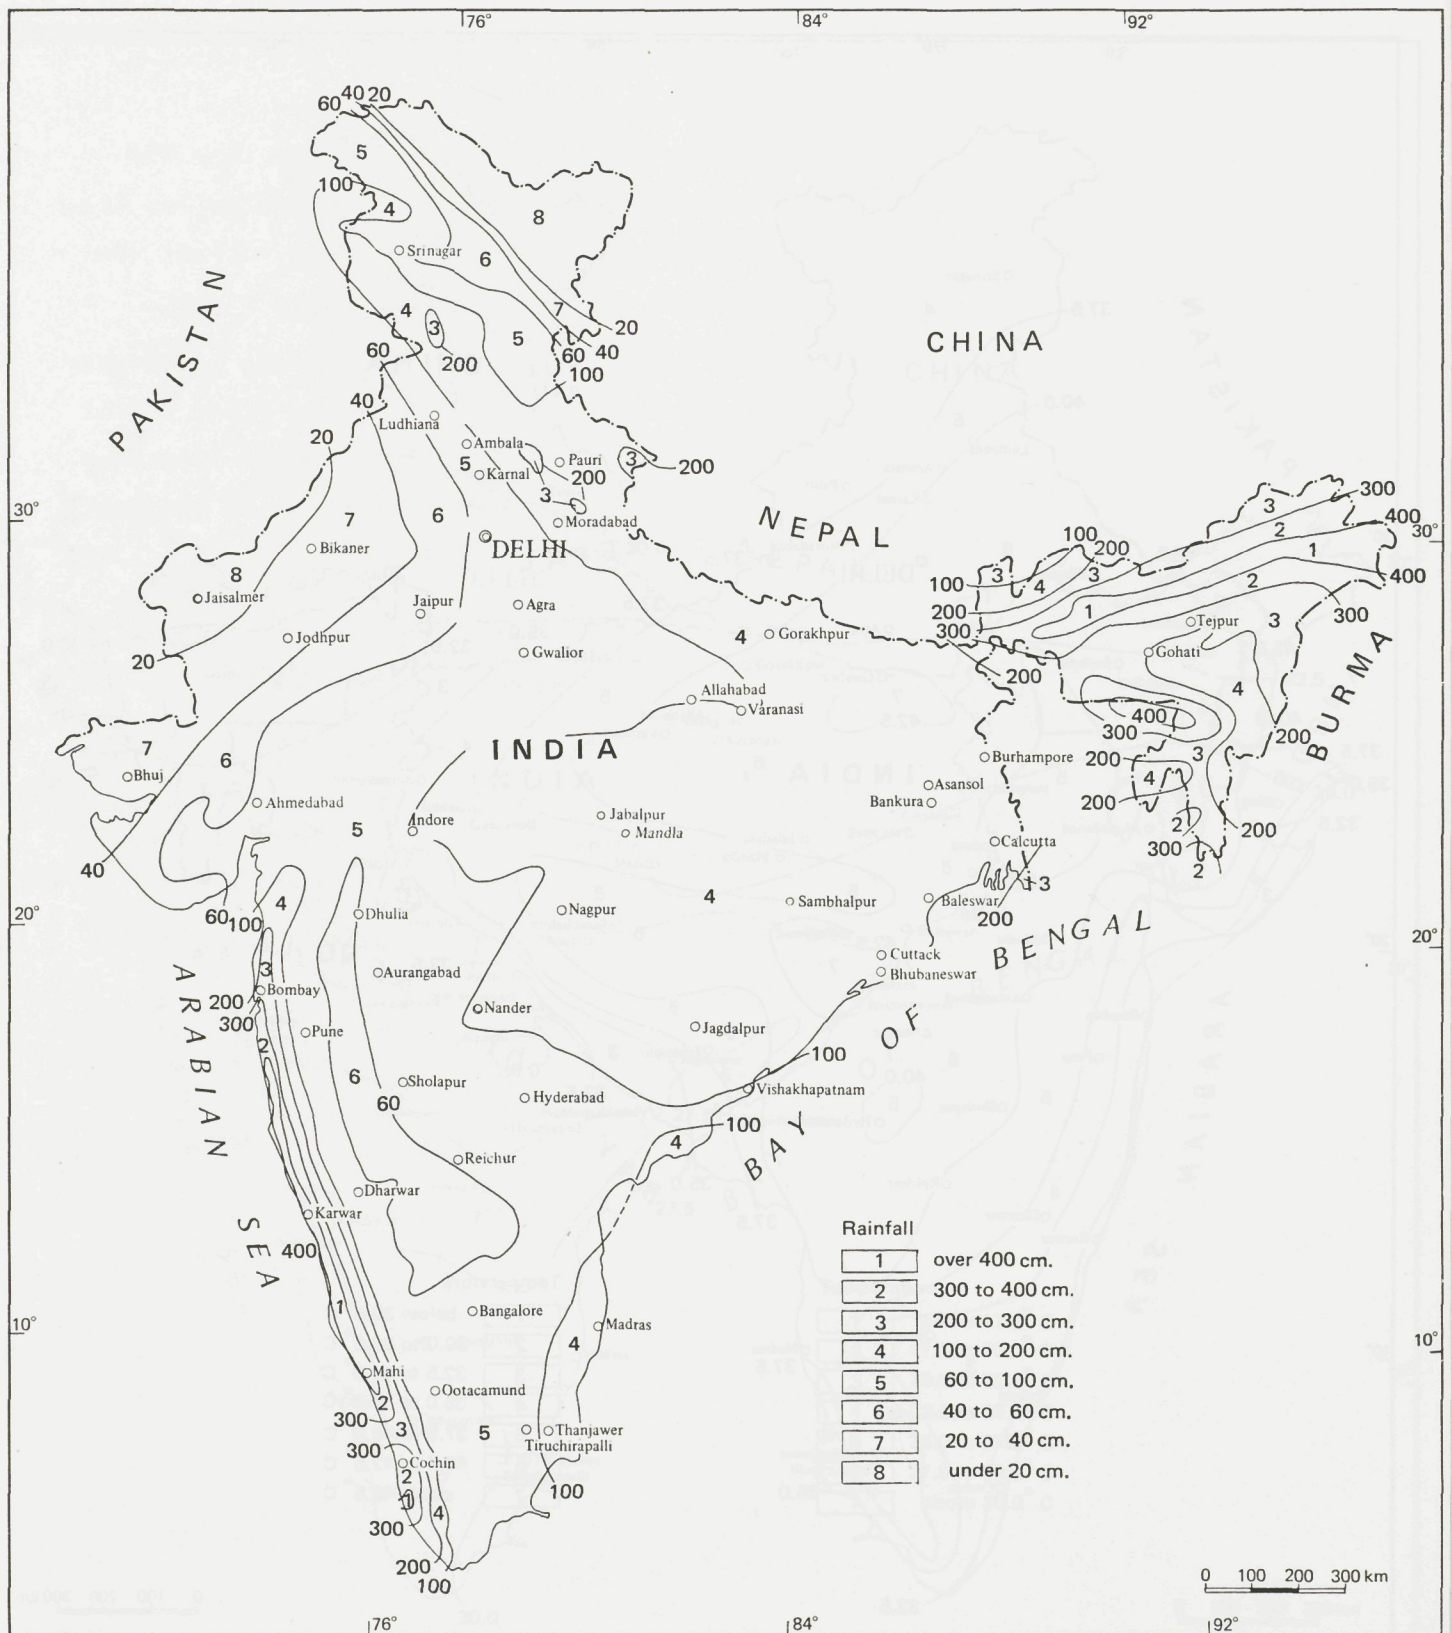 76°
84°
92°
60 40 20
5
100
4
8
Srinagar
6
PAKISTAN
4
3
7
20
5
CHINA
60
200
60 40
100
40
Ludhiana
20
Ambala
5
Pauri
3
200
Karnal
200
3
300
30°
7
6
Moradabad
NEPAL
3
400
2
30°
Bikaner
DELHI
100
200
1
8
100
3
4
3
2
400
Jaisalmer
Jaipur
Agra
200
1
300
Jodhpur
4
Gorakhpur
300
Tejpur
3
20
Gwalior
Gohati
BURMA
200
Allahabad
4
Varanasi
400
7
INDIA
300
200
6
Burhampore
200
3
Bhuj
4
Asansol
Ahmedabad
Jabalpur
Bankura
200
5
Indore
Mandla
2
200
Calcutta
300
40
2
3
4
4
60
100
Dhulia
Nagpur
Sambhalpur
Baleswar
20°
200
20°
BAY OF BENGAL
Cuttack
3
Aurangabad
Bhubaneswar
ARABIAN SEA
Bombay
200
Nander
300
Pune
Jagdalpur
2
100
6
Sholapur
60
Hyderabad
Vishakhapatnam
100
4
Reichur
Dharwar
Karwar
400
1
Bangalore
Madras
10°
4
10°
Mahi
Ootacamund
2
300
3
5
Thanjawer
Tiruchirapalli
300
Cochin
2
100
1
4
300
200
100
Rainfall
1 over 400 cm.
2 300 to 400 cm.
3 200 to 300 cm.
4 100 to 200 cm.
5 60 to 100 cm.
6 40 to 60 cm.
7 20 to 40 cm.
8 under 20 cm.
0 100 200 300 km
76°
84°
92°